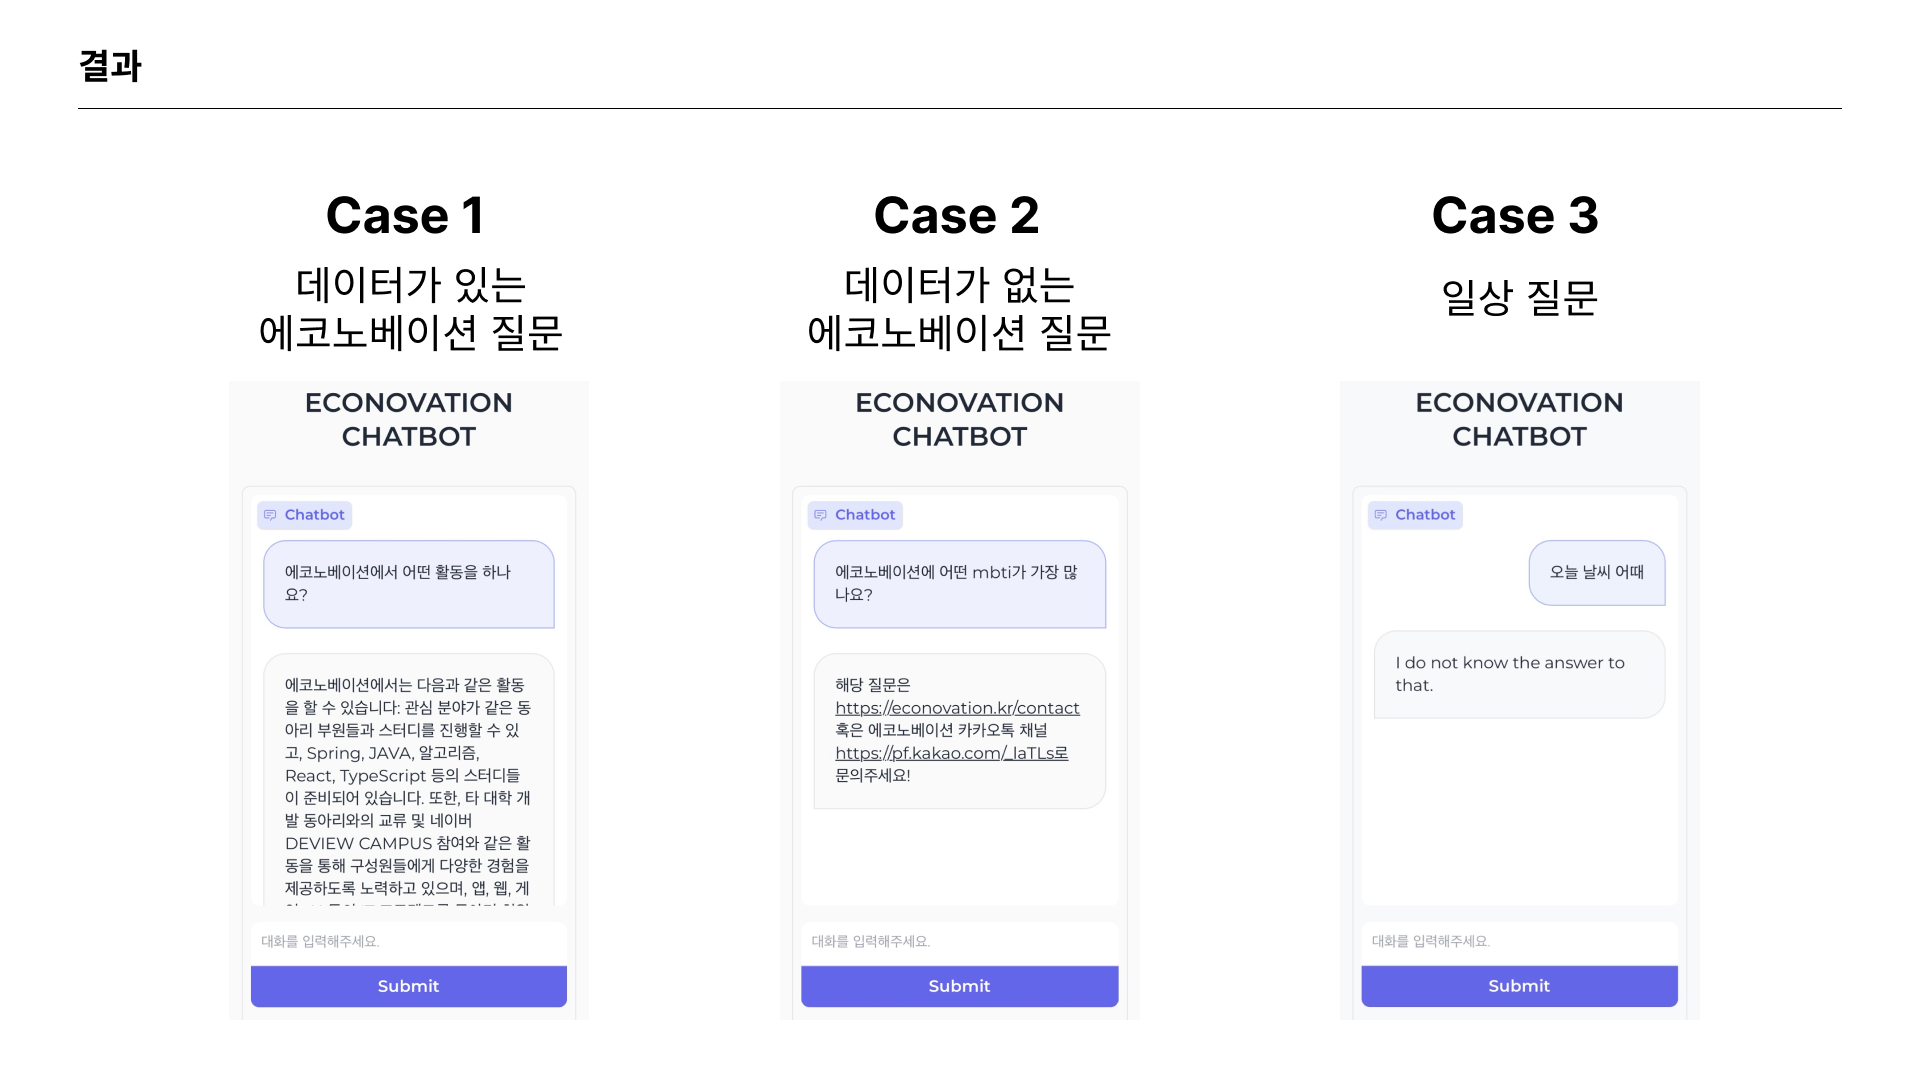 결과
Case 1
데이터가 있는
에코노베이션 질문
ECONOVATION
CHATBOT
Chatbot
에코노베이션에서 어떤 활동을 하나
요?
에코노베이션에서는 다음과 같은 활동
을 할 수 있습니다: 관심 분야가 같은 동
아리 부원들과 스터디를 진행할 수 있
고, Spring, JAVA, 알고리즘,
React, TypeScript 등의 스터디들
이 준비되어 있습니다. 또한, 타 대학 개
발 동아리와의 교류 및 네이버
DEVIEW CAMPUS 참여와 같은 활
동을 통해 구성원들에게 다양한 경험을
제공하도록 노력하고 있으며, 앱, 웹, 게
대화를 입력해주세요.
Submit
Case 2
데이터가 없는
에코노베이션 질문
ECONOVATION
CHATBOT
Chatbot
에코노베이션에 어떤 mbti가 가장 많
나요?
해당 질문은
https://econovation.kr/contact
혹은 에코노베이션 카카오톡 채널
https://pf.kakao.com/_laTLs로
문의주세요!
대화를 입력해주세요.
Submit
Case 3
일상 질문
ECONOVATION
CHATBOT
Chatbot
오늘 날씨 어때
I do not know the answer to
that.
대화를 입력해주세요.
Submit